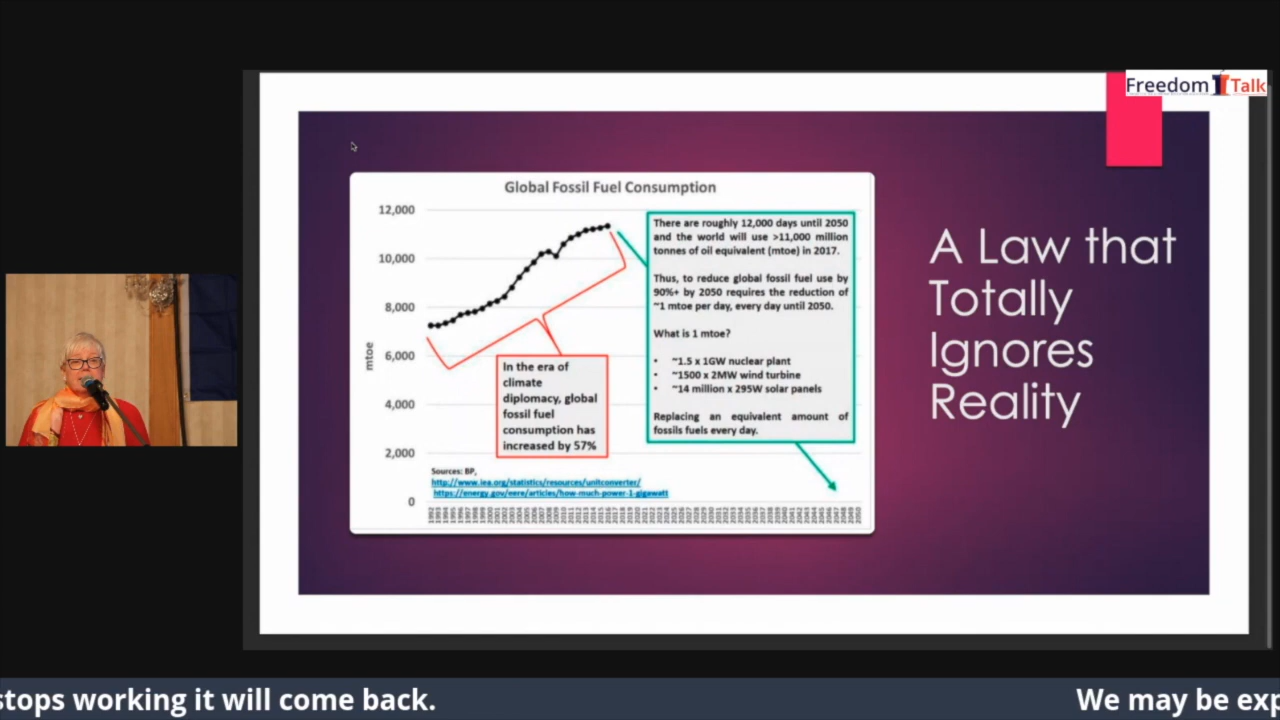 Freedom Talk
Global Fossil Fuel Consumption
12,000
10,000
8,000
6,000
4,000
2,000
0
mtoe
There are roughly 12,000 days until 2050
and the world will use >11,000 million
tonnes of oil equivalent (mtoe) in 2017.
Thus, to reduce global fossil fuel use by
90%+ by 2050 requires the reduction of
~1 mtoe per day, every day until 2050.
What is 1 mtoe?
• ~1.5 x 1GW nuclear plant
• ~1500 x 2MW wind turbine
• ~14 million x 295W solar panels
Replacing an equivalent amount of
fossils fuels every day.
In the era of
climate
diplomacy, global
fossil fuel
consumption has
increased by 57%
Sources: BP,
http://www.iea.org/statistics/resources/unitconverter/
https://energy.gov/eere/articles/how-much-power-1-gigawatt
A Law that
Totally
Ignores
Reality
stops working it will come back.
We may be exp